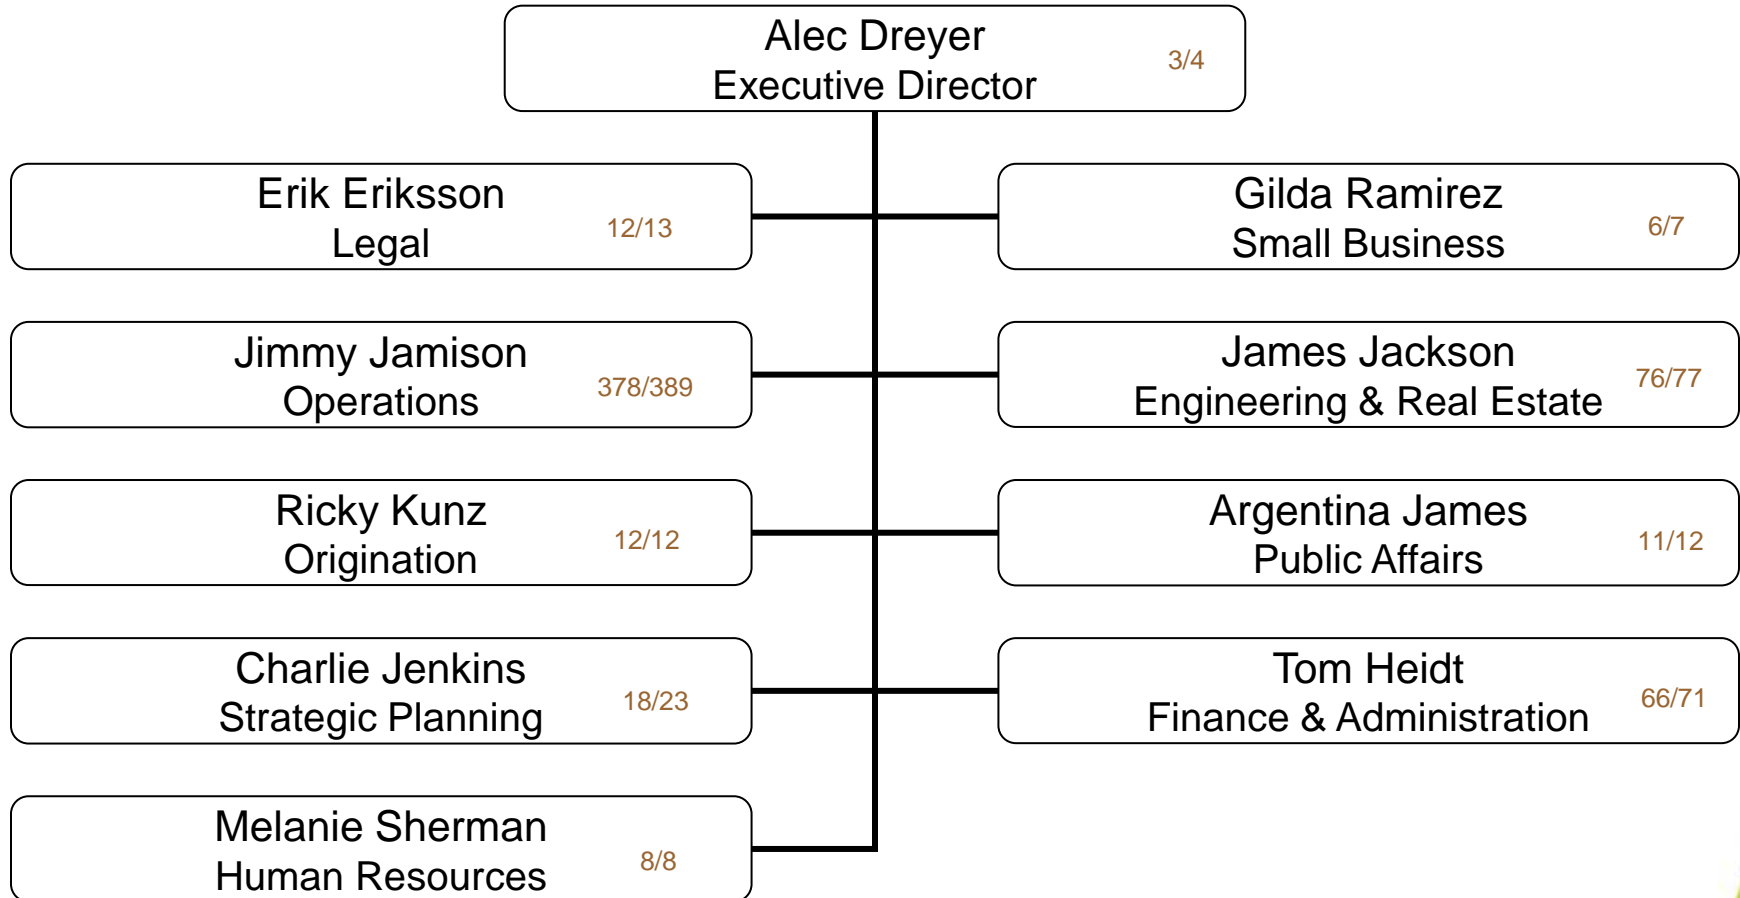 Alec Dreyer
Executive Director
3/4
Erik Eriksson
Legal
12/13
Gilda Ramirez
Small Business
6/7
Jimmy Jamison
Operations
378/389
James Jackson
Engineering & Real Estate
76/77
Ricky Kunz
Origination
12/12
Argentina James
Public Affairs
11/12
Charlie Jenkins
Strategic Planning
18/23
Tom Heidt
Finance & Administration
66/71
Melanie Sherman
Human Resources
8/8